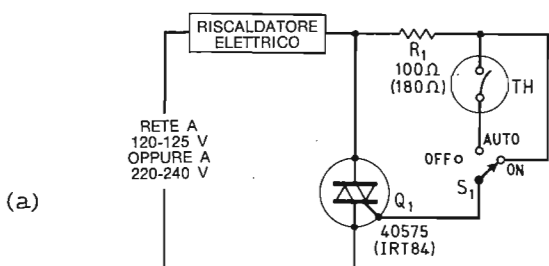 RISCALDATORE
ELETTRICO
R1
100Ω
(180Ω)
TH
RETE A
120-125 V
OPPURE A
220-240 V
AUTO
OFF
ON
S1
(a)
Q1
40575
(IRT84)